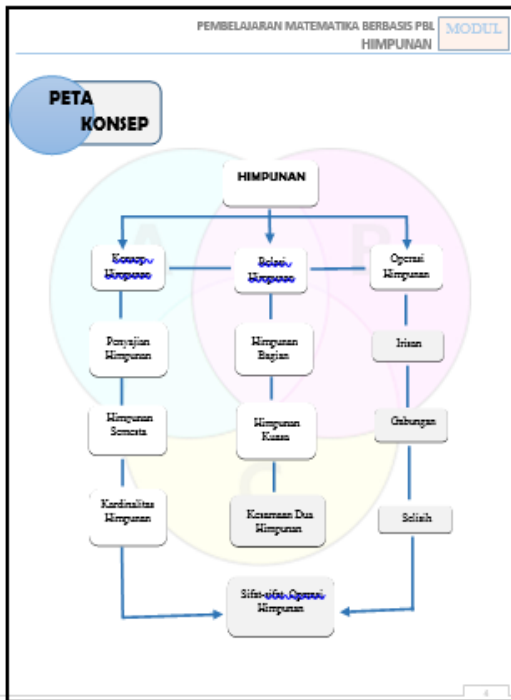 PEMBELAJARAN MATEMATIKA BERBASIS PBL
HIMPUNAN
MODUL
PETA
KONSEP
HIMPUNAN
Konsep
Himpunan
Relasi
Himpunan
Operasi
Himpunan
Penyajian
Himpunan
Himpunan
Bagian
Irisan
Himpunan
Semesta
Himpunan
Kuasa
Gabungan
Kardinalitas
Himpunan
Kesamaan Dua
Himpunan
Selisih
Sifat-sifat Operasi
Himpunan
A
B
C